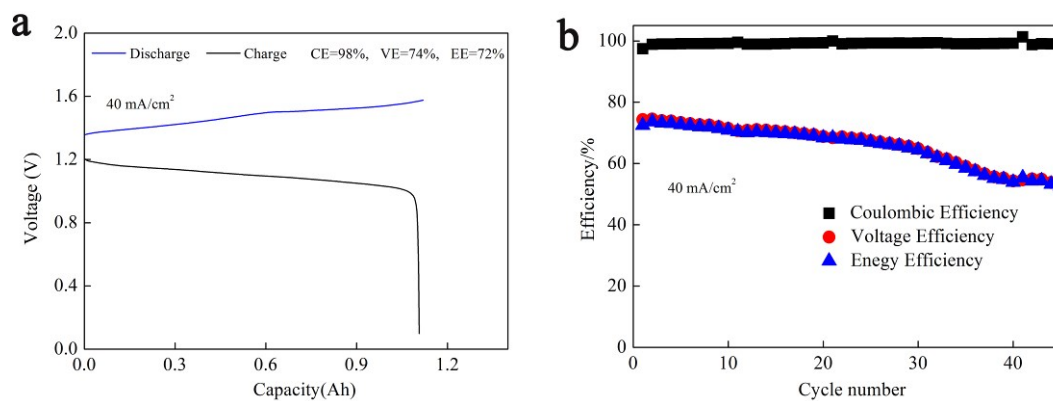 a
2.0
1.6
1.2
0.8
0.4
0.0
Voltage (V)
Discharge Charge CE=98%, VE=74%, EE=72%
40 mA/cm²
0.0 0.3 0.6 0.9 1.2
Capacity(Ah)
b
100
80
60
40
20
0
Efficiency/%
40 mA/cm²
Coulombic Efficiency
Voltage Efficiency
Enegy Efficiency
0 10 20 30 40
Cycle number